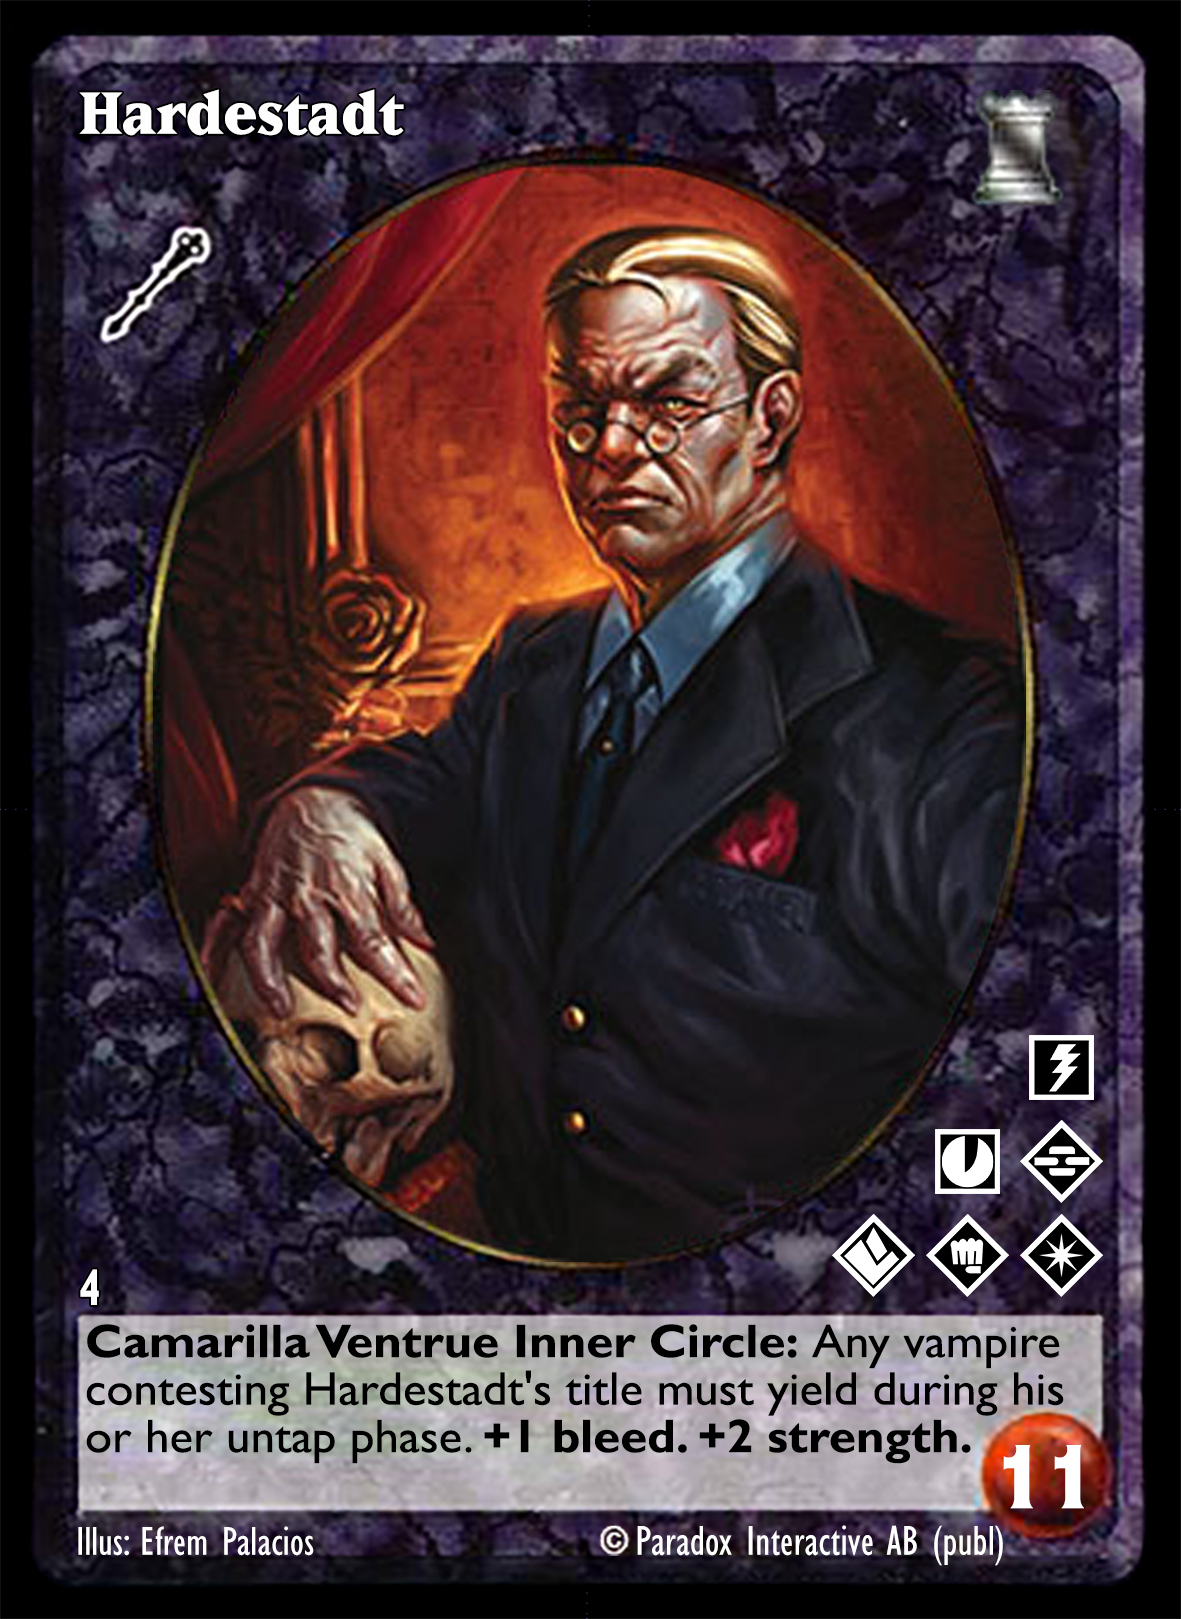 Hardestadt
4
Camarilla Ventrue Inner Circle: Any vampire
contesting Hardestadt's title must yield during his
or her untap phase. +1 bleed. +2 strength.
11
Illus: Efrem Palacios
© Paradox Interactive AB (publ)